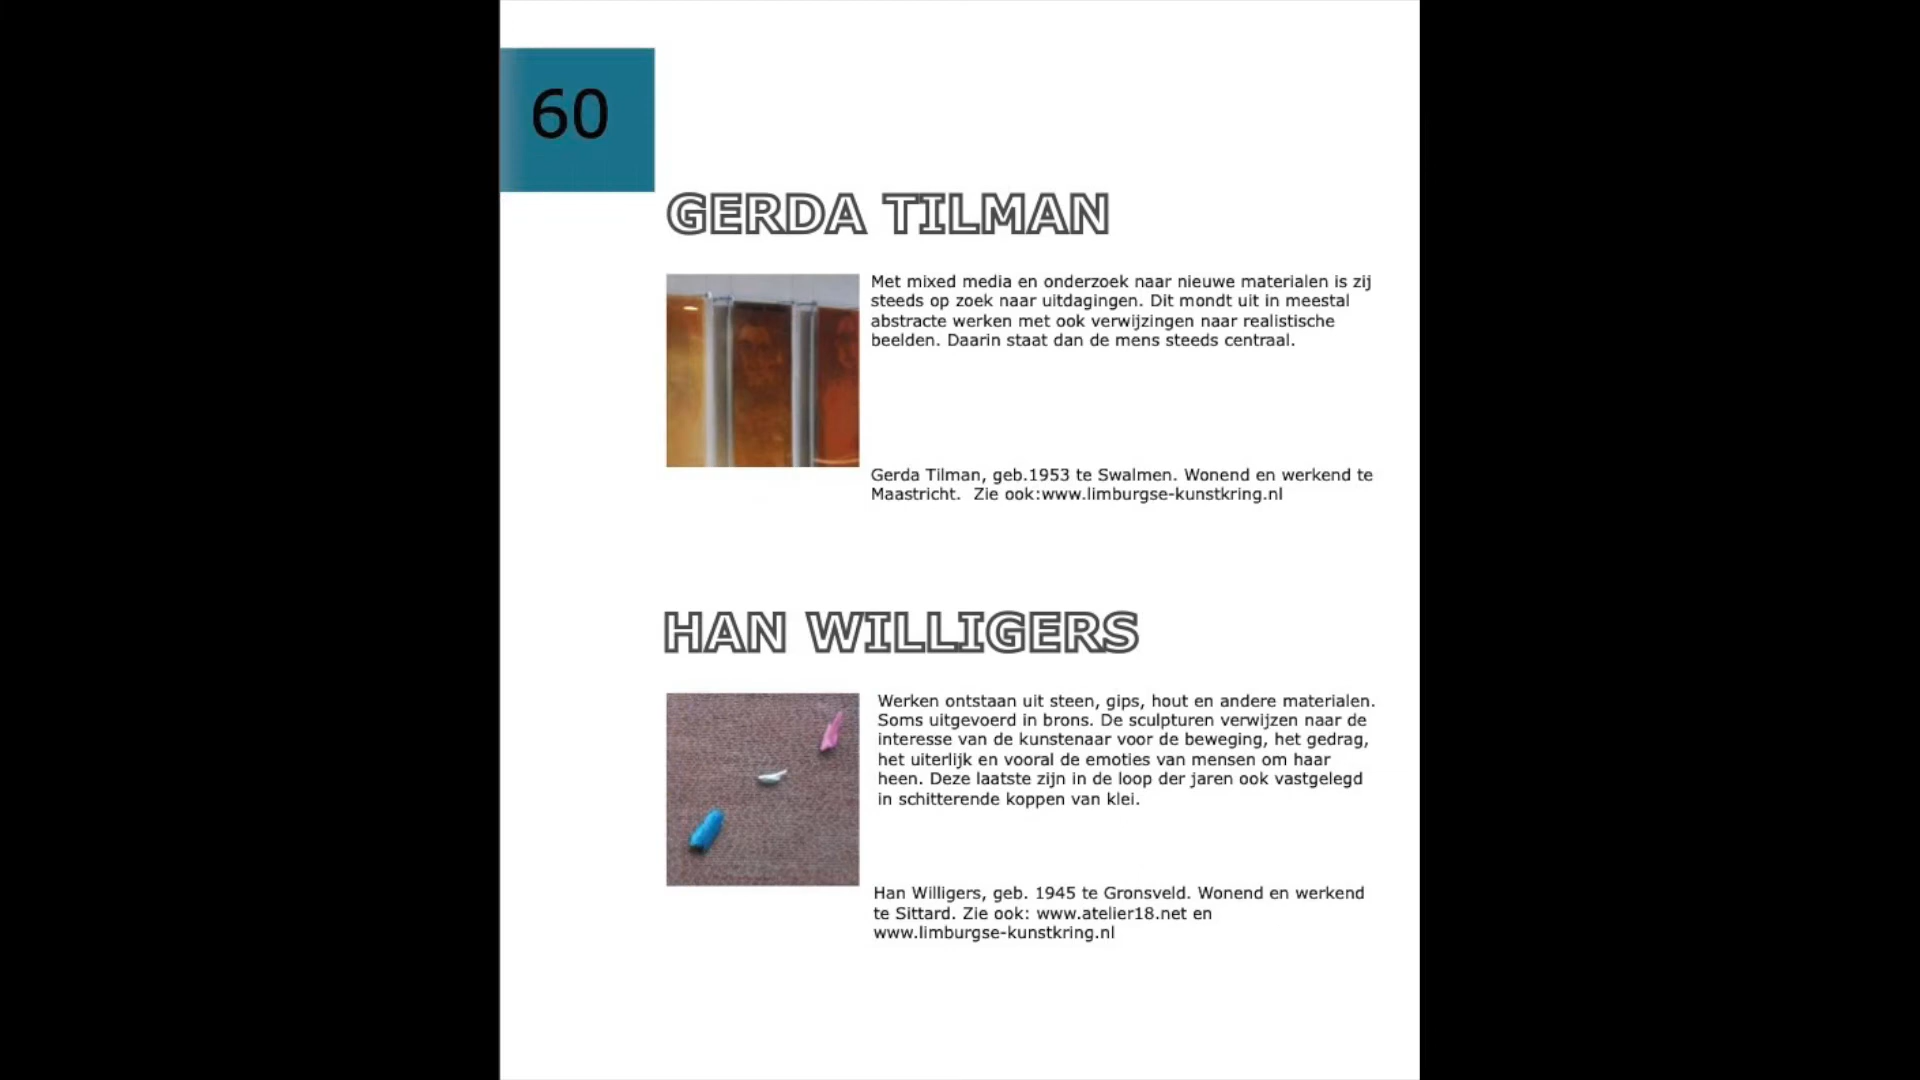 60
GERDA TILMAN
Met mixed media en onderzoek naar nieuwe materialen is zij
steeds op zoek naar uitdagingen. Dit mondt uit in meestal
abstracte werken met ook verwijzingen naar realistische
beelden. Daarin staat dan de mens steeds centraal.
Gerda Tilman, geb.1953 te Swalmen. Wonend en werkend te
Maastricht.  Zie ook:www.limburgse-kunstkring.nl
HAN WILLIGERS
Werken ontstaan uit steen, gips, hout en andere materialen.
Soms uitgevoerd in brons. De sculpturen verwijzen naar de
interesse van de kunstenaar voor de beweging, het gedrag,
het uiterlijk en vooral de emoties van mensen om haar
heen. Deze laatste zijn in de loop der jaren ook vastgelegd
in schitterende koppen van klei.
Han Willigers, geb. 1945 te Gronsveld. Wonend en werkend
te Sittard. Zie ook: www.atelier18.net en
www.limburgse-kunstkring.nl